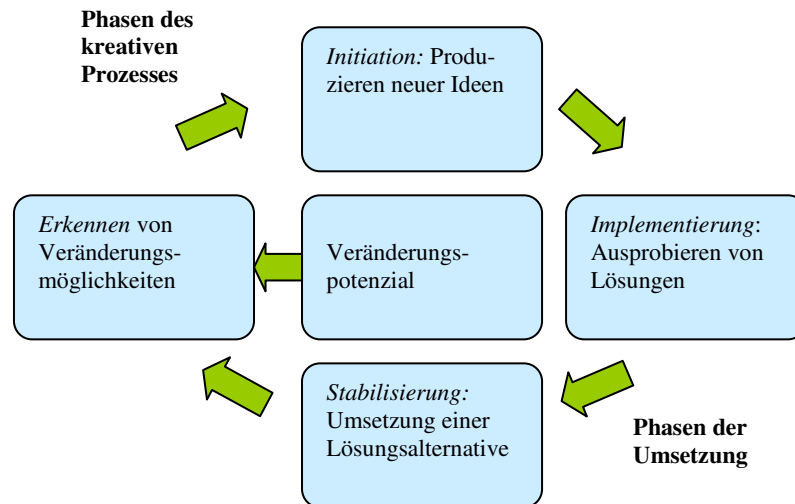 Phasen des
kreativen
Prozesses
Initiation: Produ-
zieren neuer Ideen
Erkennen von
Veränderungs-
möglichkeiten
Veränderungs-
potenzial
Implementierung:
Ausprobieren von
Lösungen
Stabilisierung:
Umsetzung einer
Lösungsalternative
Phasen der
Umsetzung